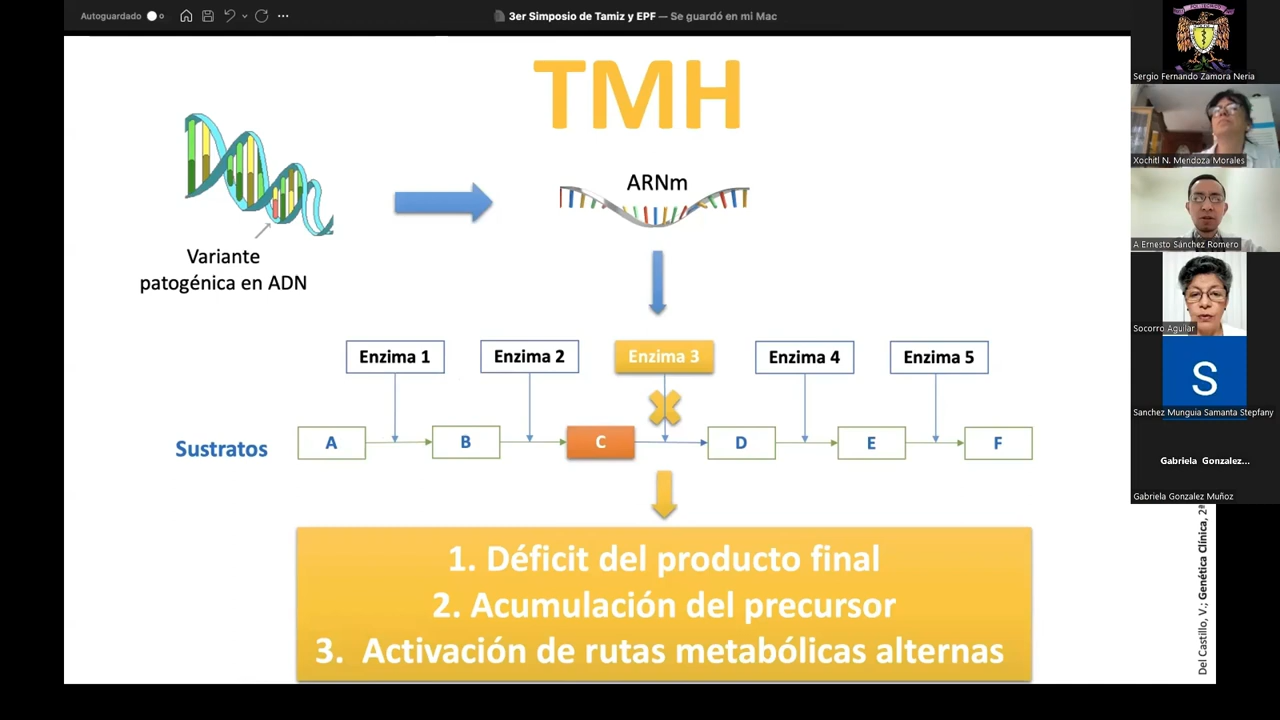 Autoguardado
3er Simposio de Tamiz y EPF — Se guardó en mi Mac
TMH
ARNm
Variante
patogénica en ADN
Enzima 1
Enzima 2
Enzima 3
Enzima 4
Enzima 5
Sustratos
A
B
C
D
E
F
1. Déficit del producto final
2. Acumulación del precursor
3. Activación de rutas metabólicas alternas
Del Castillo, V.; Genética Clínica, 2ª
Sergio Fernando Zamora Neria
Xochitl N. Mendoza Morales
A Ernesto Sánchez Romero
Socorro Aguilar
S
Sanchez Munguia Samanta Stepfany
Gabriela Gonzalez...
Gabriela Gonzalez Muñoz